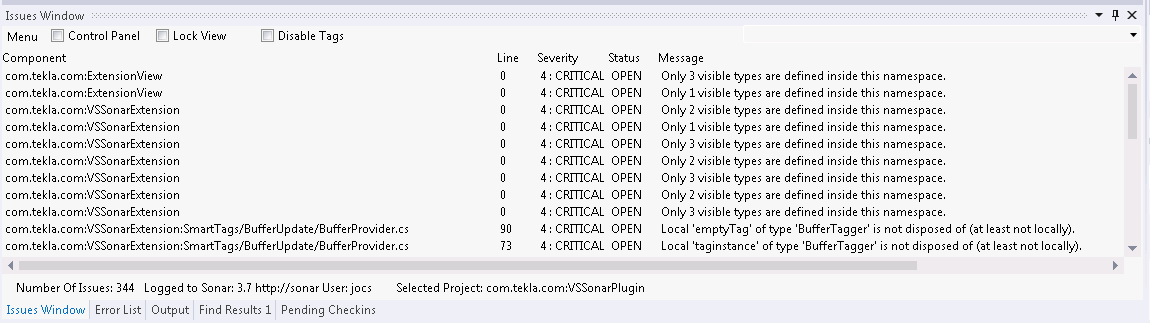 Issues Window
Menu Control Panel Lock View Disable Tags
Component Line Severity Status Message
com.tekla.com:ExtensionView 0 4 : CRITICAL OPEN Only 3 visible types are defined inside this namespace.
com.tekla.com:ExtensionView 0 4 : CRITICAL OPEN Only 1 visible types are defined inside this namespace.
com.tekla.com:VSSonarExtension 0 4 : CRITICAL OPEN Only 2 visible types are defined inside this namespace.
com.tekla.com:VSSonarExtension 0 4 : CRITICAL OPEN Only 1 visible types are defined inside this namespace.
com.tekla.com:VSSonarExtension 0 4 : CRITICAL OPEN Only 3 visible types are defined inside this namespace.
com.tekla.com:VSSonarExtension 0 4 : CRITICAL OPEN Only 2 visible types are defined inside this namespace.
com.tekla.com:VSSonarExtension 0 4 : CRITICAL OPEN Only 3 visible types are defined inside this namespace.
com.tekla.com:VSSonarExtension 0 4 : CRITICAL OPEN Only 2 visible types are defined inside this namespace.
com.tekla.com:VSSonarExtension 0 4 : CRITICAL OPEN Only 3 visible types are defined inside this namespace.
com.tekla.com:VSSonarExtension:SmartTags/BufferUpdate/BufferProvider.cs 90 4 : CRITICAL OPEN Local 'emptyTag' of type 'BufferTagger' is not disposed of (at least not locally).
com.tekla.com:VSSonarExtension:SmartTags/BufferUpdate/BufferProvider.cs 73 4 : CRITICAL OPEN Local 'taginstance' of type 'BufferTagger' is not disposed of (at least not locally).
Number Of Issues: 344 Logged to Sonar: 3.7 http://sonar User: jocs Selected Project: com.tekla.com:VSSonarPlugin
Issues Window Error List Output Find Results 1 Pending Checkins